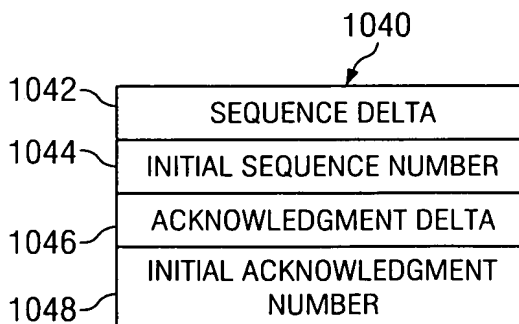 1040
1042
SEQUENCE DELTA
1044
INITIAL SEQUENCE NUMBER
1046
ACKNOWLEDGMENT DELTA
1048
INITIAL ACKNOWLEDGMENT
NUMBER